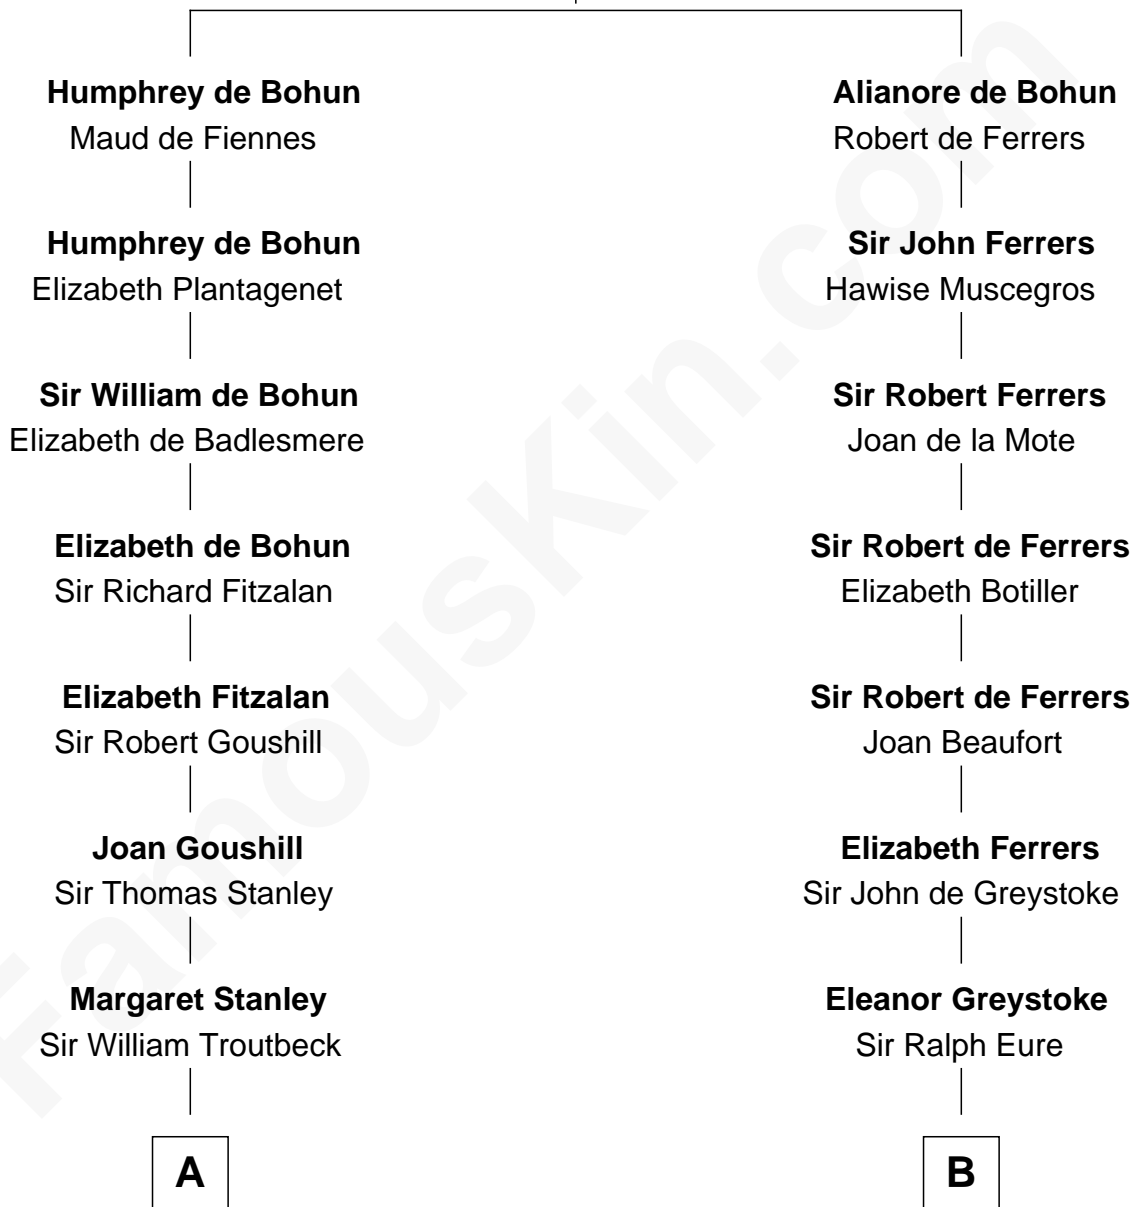 Humphrey de Bohun
Maud de Fiennes
Humphrey de Bohun
Elizabeth Plantagenet
Sir William de Bohun
Elizabeth de Badlesmere
Elizabeth de Bohun
Sir Richard Fitzalan
Elizabeth Fitzalan
Sir Robert Goushill
Joan Goushill
Sir Thomas Stanley
Margaret Stanley
Sir William Troutbeck
A
Alianore de Bohun
Robert de Ferrers
Sir John Ferrers
Hawise Muscegros
Sir Robert Ferrers
Joan de la Mote
Sir Robert de Ferrers
Elizabeth Botiller
Sir Robert de Ferrers
Joan Beaufort
Elizabeth Ferrers
Sir John de Greystoke
Eleanor Greystoke
Sir Ralph Eure
B
FamousKin.com